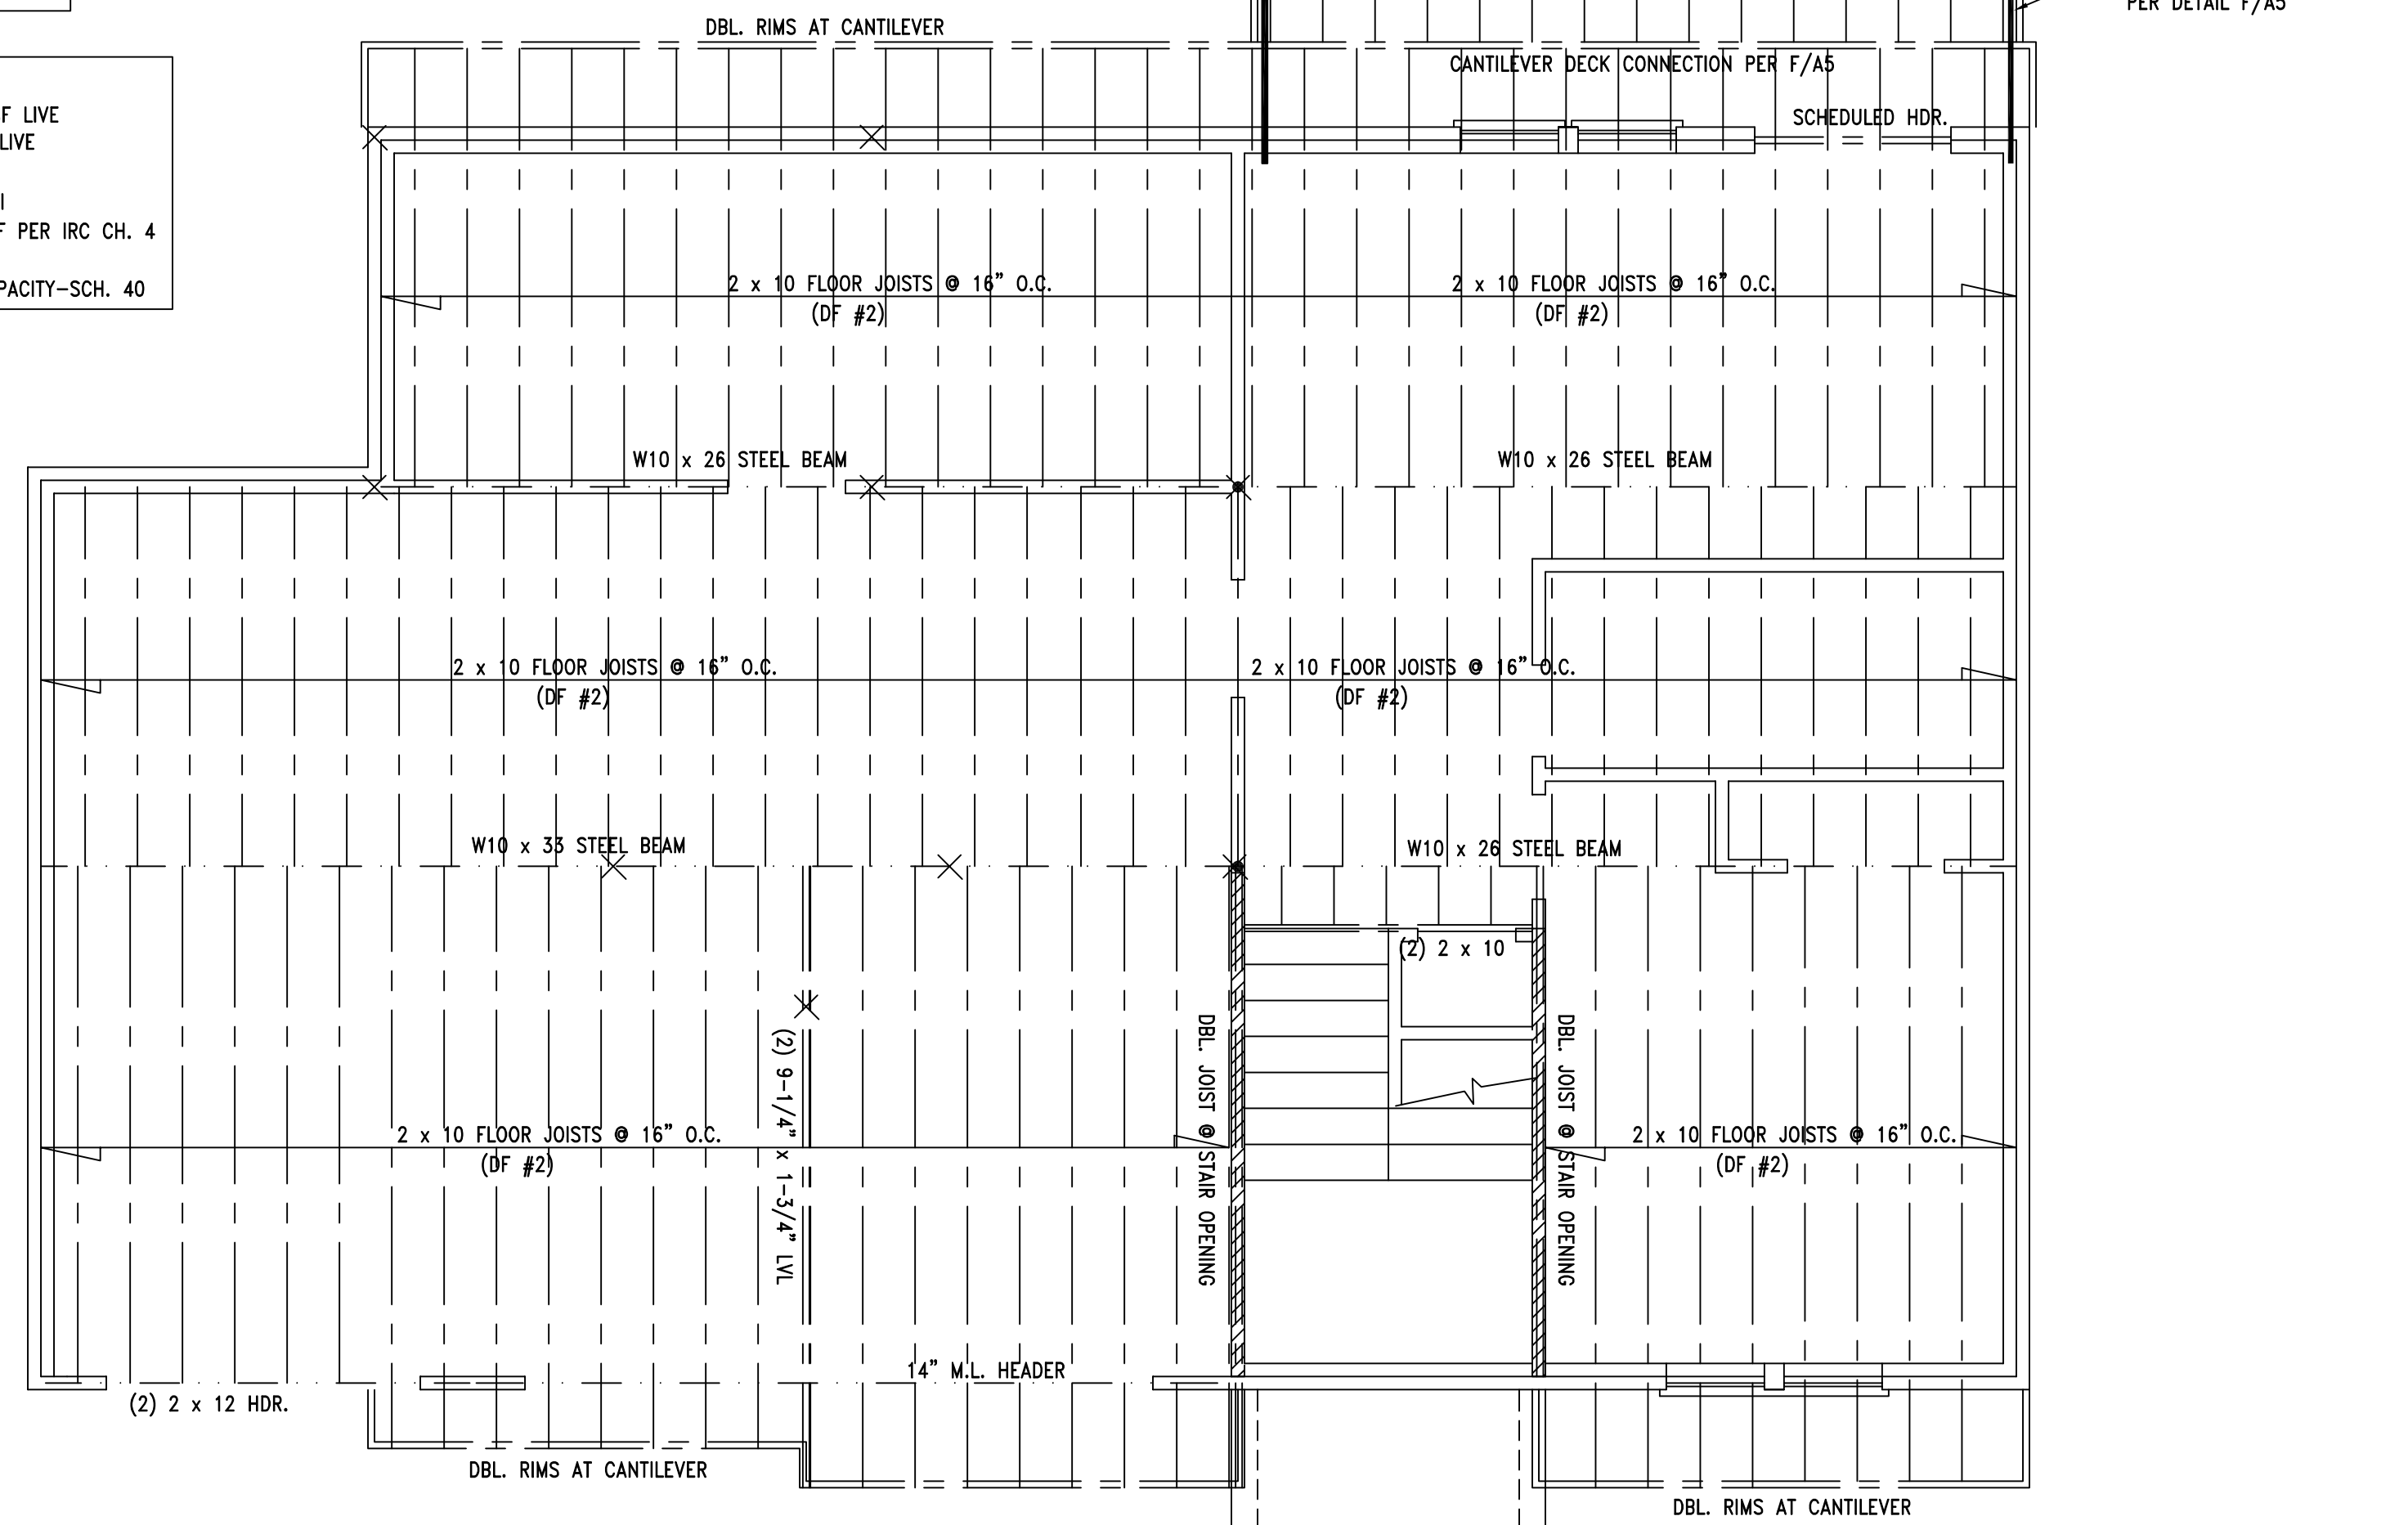 PER DETAIL F/A5
DBL. RIMS AT CANTILEVER
CANTILEVER DECK CONNECTION PER F/A5
SCHEDULED HDR.
F LIVE
LIVE
F PER IRC CH. 4
PACITY-SCH. 40
2 x 10 FLOOR JOISTS @ 16" O.C.
(DF #2)
2 x 10 FLOOR JOISTS @ 16" O.C.
(DF #2)
W10 x 26 STEEL BEAM
W10 x 26 STEEL BEAM
2 x 10 FLOOR JOISTS @ 16" O.C.
(DF #2)
2 x 10 FLOOR JOISTS @ 16" O.C.
(DF #2)
W10 x 33 STEEL BEAM
W10 x 26 STEEL BEAM
(2) 2 x 10
(2) 9-1/4" x 1-3/4" LVL
DBL. JOIST @ STAIR OPENING
DBL. JOIST @ STAIR OPENING
2 x 10 FLOOR JOISTS @ 16" O.C.
(DF #2)
2 x 10 FLOOR JOISTS @ 16" O.C.
(DF #2)
14" M.L. HEADER
(2) 2 x 12 HDR.
DBL. RIMS AT CANTILEVER
DBL. RIMS AT CANTILEVER